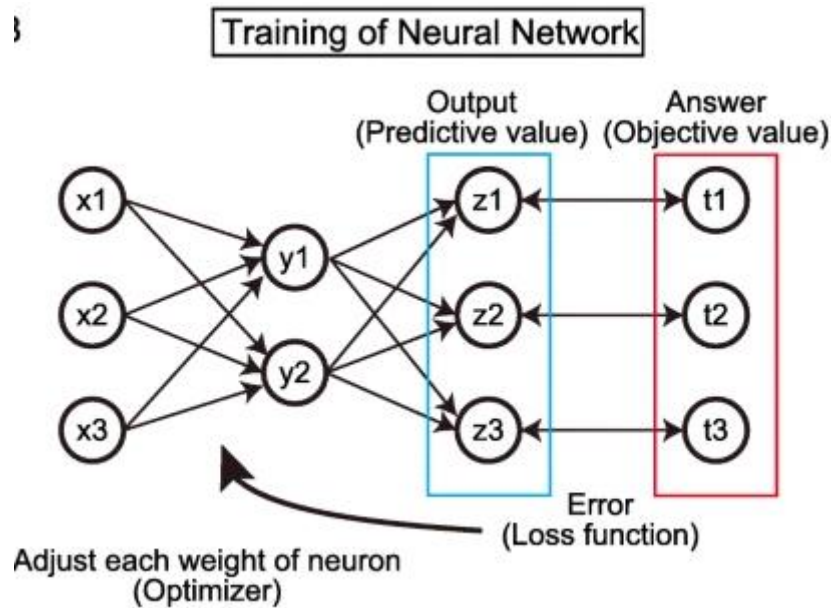 Training of Neural Network
Output
(Predictive value)
Answer
(Objective value)
x1
x2
x3
y1
y2
z1
z2
z3
t1
t2
t3
Error
(Loss function)
Adjust each weight of neuron
(Optimizer)